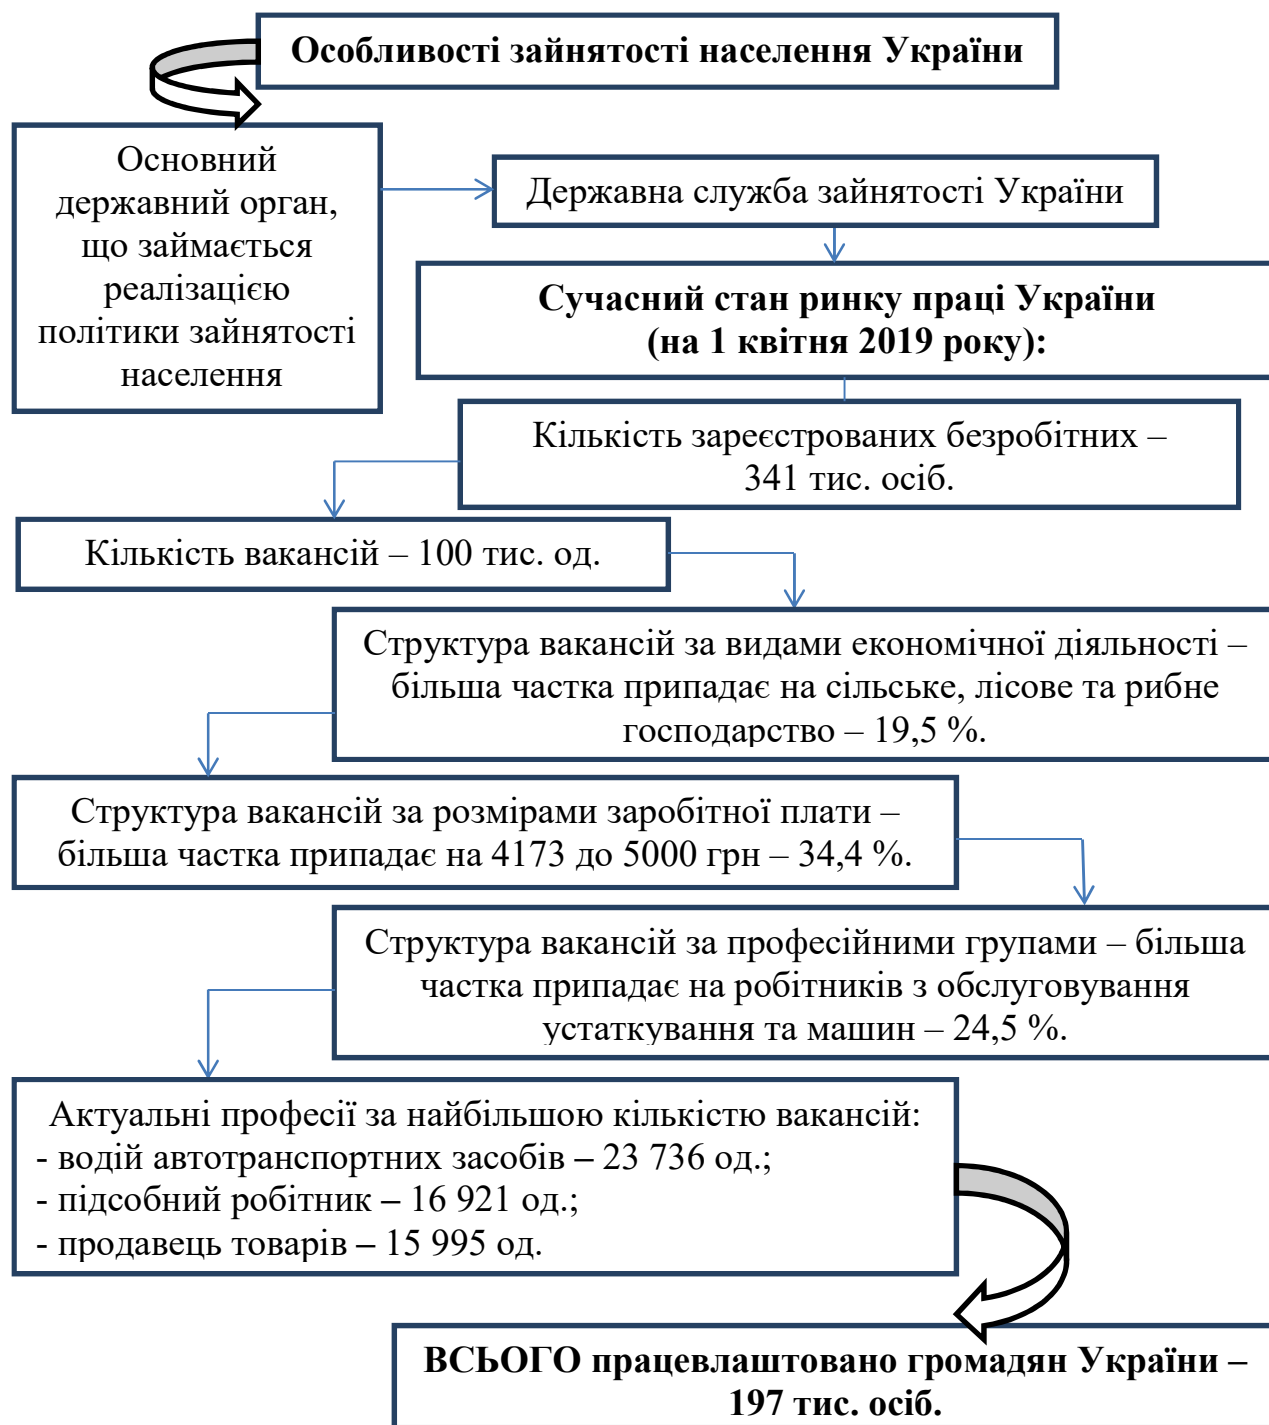 Особливості зайнятості населення України
Основний
державний орган,
що займається
реалізацією
політики зайнятості
населення
Державна служба зайнятості України
Сучасний стан ринку праці України
(на 1 квітня 2019 року):
Кількість зареєстрованих безробітних –
341 тис. осіб.
Кількість вакансій – 100 тис. од.
Структура вакансій за видами економічної діяльності –
більша частка припадає на сільське, лісове та рибне
господарство – 19,5 %.
Структура вакансій за розмірами заробітної плати –
більша частка припадає на 4173 до 5000 грн – 34,4 %.
Структура вакансій за професійними групами – більша
частка припадає на робітників з обслуговування
устаткування та машин – 24,5 %.
Актуальні професії за найбільшою кількістю вакансій:
- водій автотранспортних засобів – 23 736 од.;
- підсобний робітник – 16 921 од.;
- продавець товарів – 15 995 од.
ВСЬОГО працевлаштовано громадян України –
197 тис. осіб.